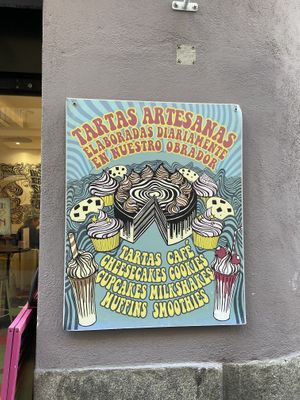 TARTAS ARTESANAS
ELABORADAS DIARIAMENTE
EN NUESTRO OBRADOR
TARTAS CAFÉ
CHEESECAKES COOKIES
CUPCAKES MILKSHAKES
MUFFINS SMOOTHIES